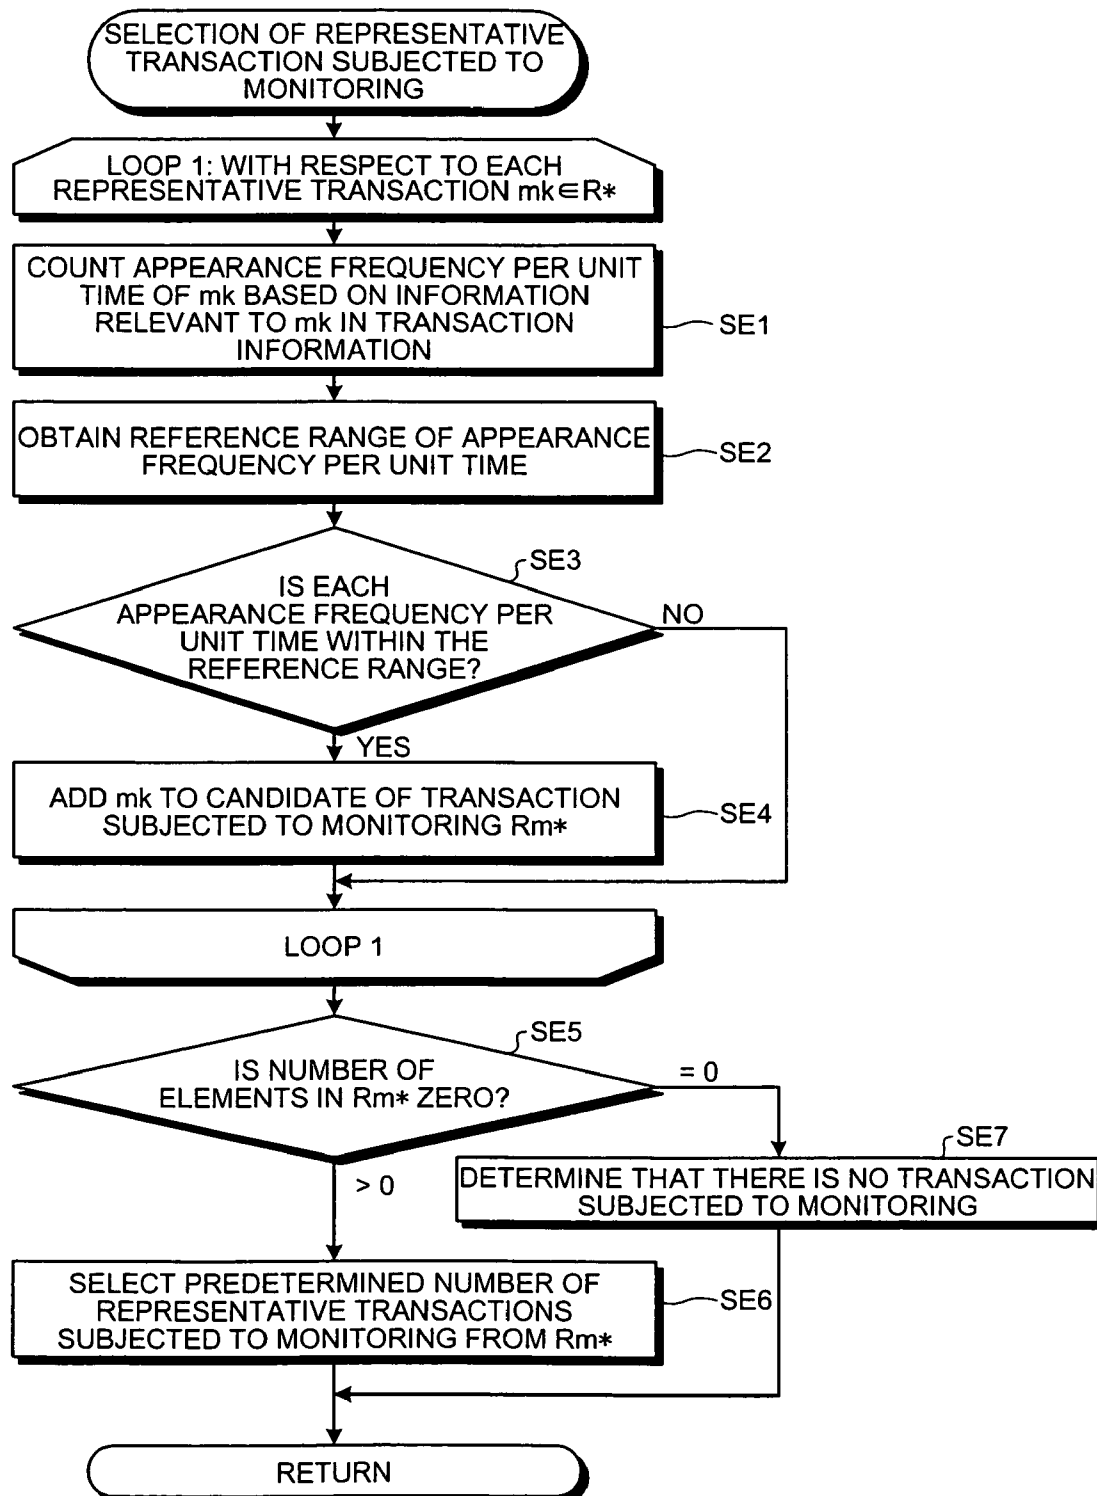 SELECTION OF REPRESENTATIVE
TRANSACTION SUBJECTED TO
MONITORING
LOOP 1: WITH RESPECT TO EACH
REPRESENTATIVE TRANSACTION mk∈R*
COUNT APPEARANCE FREQUENCY PER UNIT
TIME OF mk BASED ON INFORMATION
RELEVANT TO mk IN TRANSACTION
INFORMATION
SE1
OBTAIN REFERENCE RANGE OF APPEARANCE
FREQUENCY PER UNIT TIME
SE2
SE3
IS EACH
APPEARANCE FREQUENCY PER
UNIT TIME WITHIN THE
REFERENCE RANGE?
NO
YES
ADD mk TO CANDIDATE OF TRANSACTION
SUBJECTED TO MONITORING Rm*
SE4
LOOP 1
SE5
IS NUMBER OF
ELEMENTS IN Rm* ZERO?
= 0
> 0
SE7
DETERMINE THAT THERE IS NO TRANSACTION
SUBJECTED TO MONITORING
SELECT PREDETERMINED NUMBER OF
REPRESENTATIVE TRANSACTIONS
SUBJECTED TO MONITORING FROM Rm*
SE6
RETURN